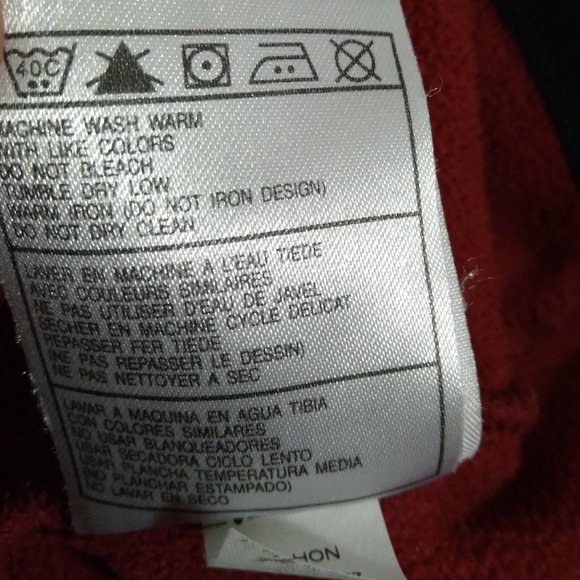 40C
MACHINE WASH WARM
WITH LIKE COLORS
DO NOT BLEACH
TUMBLE DRY LOW
WARM IRON (DO NOT IRON DESIGN)
DO NOT DRY CLEAN
LAVER EN MACHINE A L'EAU TIEDE
AVEC COULEURS SIMILAIRES
NE PAS UTILISER D'EAU DE JAVEL
SECHER EN MACHINE CYCLE DELICAT
REPASSER FER TIEDE
(NE PAS REPASSER LE DESSIN)
NE PAS NETTOYER A SEC
LAVAR A MAQUINA EN AGUA TIBIA
CON COLORES SIMILARES
NO USAR BLANQUEADORES
USAR SECADORA CICLO LENTO
USAR PLANCHA TEMPERATURA MEDIA
(NO PLANCHAR ESTAMPADO)
NO LAVAR EN SECO